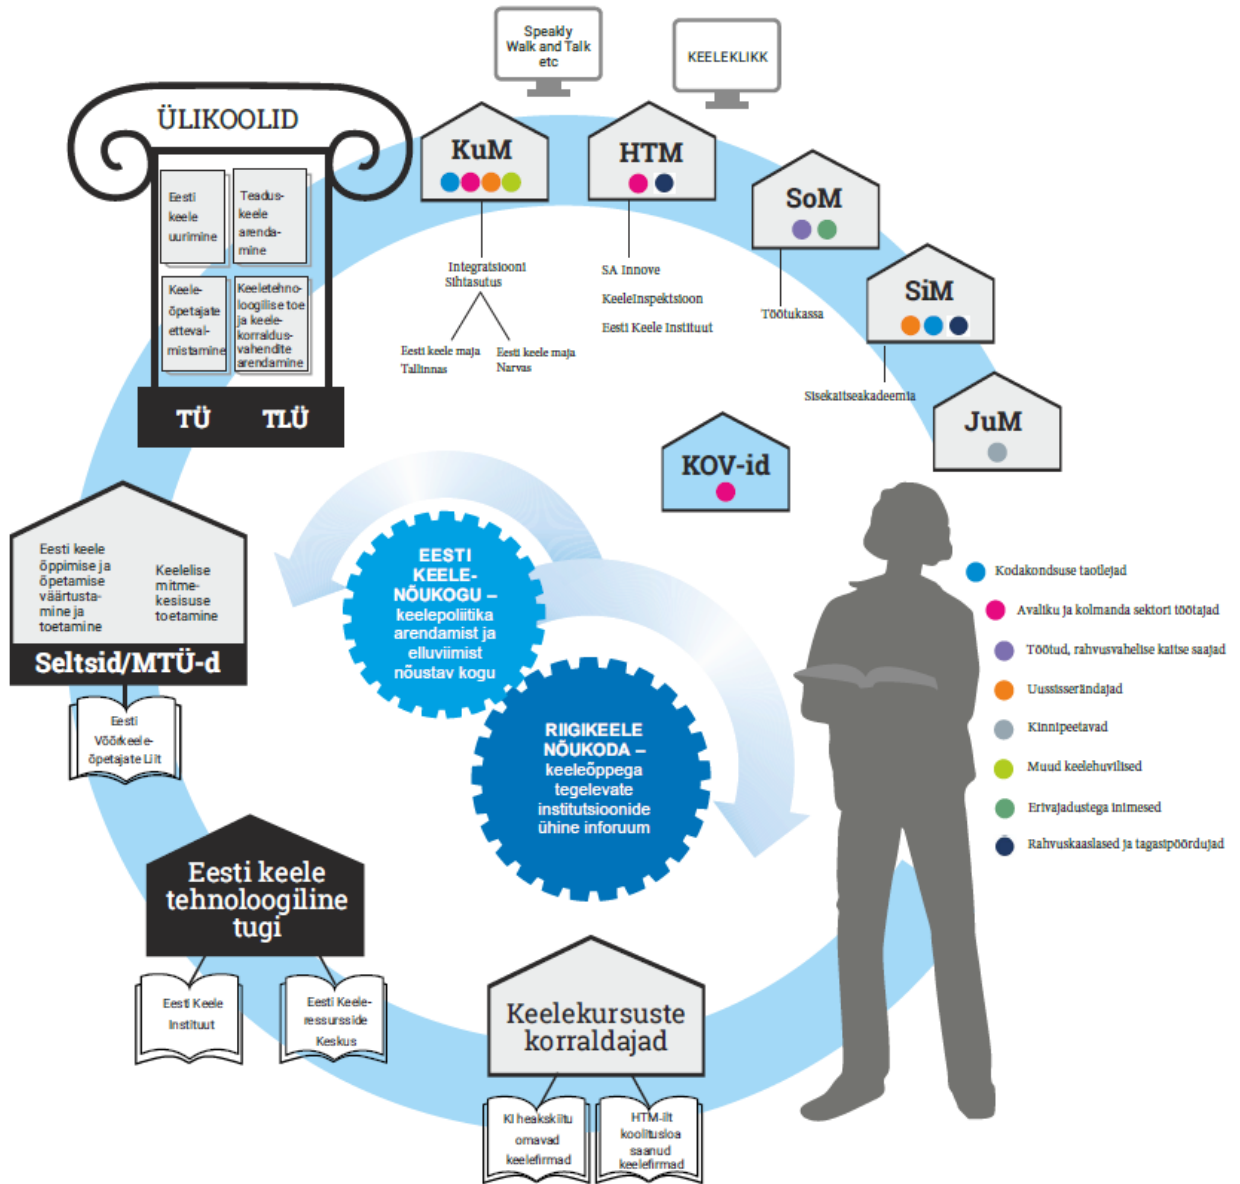 Speakly
Walk and Talk
etc
KEELEKLIKK
ÜLIKOOLID
Eesti
keele
uurimine
Teadus-
keele
arenda-
mine
Keele-
õpetajate
etteval-
mistamine
Keeletehno-
loogilise toe
ja keele-
korraldus-
vahendite
arendamine
TÜ TLÜ
KuM
Integratsiooni
Sihtasutus
Eesti keele maja
Tallinnas
Eesti keele maja
Narvas
HTM
SA Innove
KeeleInspektsioon
Eesti Keele Instituut
SoM
Töötukassa
SiM
Sisekaitseakadeemia
JuM
KOV-id
Eesti keele
õppimise ja
õpetamise
väärtusta-
mine ja
toetamine
Keelelise
mitme-
kesisuse
toetamine
Seltsid/MTÜ-d
Eesti
Võõrkeele-
õpetajate Liit
EESTI
KEELE-
NÕUKOGU –
keelepoliitika
arendamist ja
elluviimist
nõustav kogu
RIIGIKEELE
NÕUKODA –
keeleõppega
tegelevate
institutsioonide
ühine inforuum
Kodakondsuse taotlejad
Avaliku ja kolmanda sektori töötajad
Töötud, rahvusvahelise kaitse saajad
Uussisserändajad
Kinnipeetavad
Muud keelehuvilised
Erivajadustega inimesed
Rahvuskaaslased ja tagasipöördujad
Eesti keele
tehnoloogiline
tugi
Eesti Keele
Instituut
Eesti Keele-
ressursside
Keskus
Keelekursuste
korraldajad
KI heakskiitu
omavad
keelefirmad
HTM-ilt
koolitusloa
saanud
keelefirmad